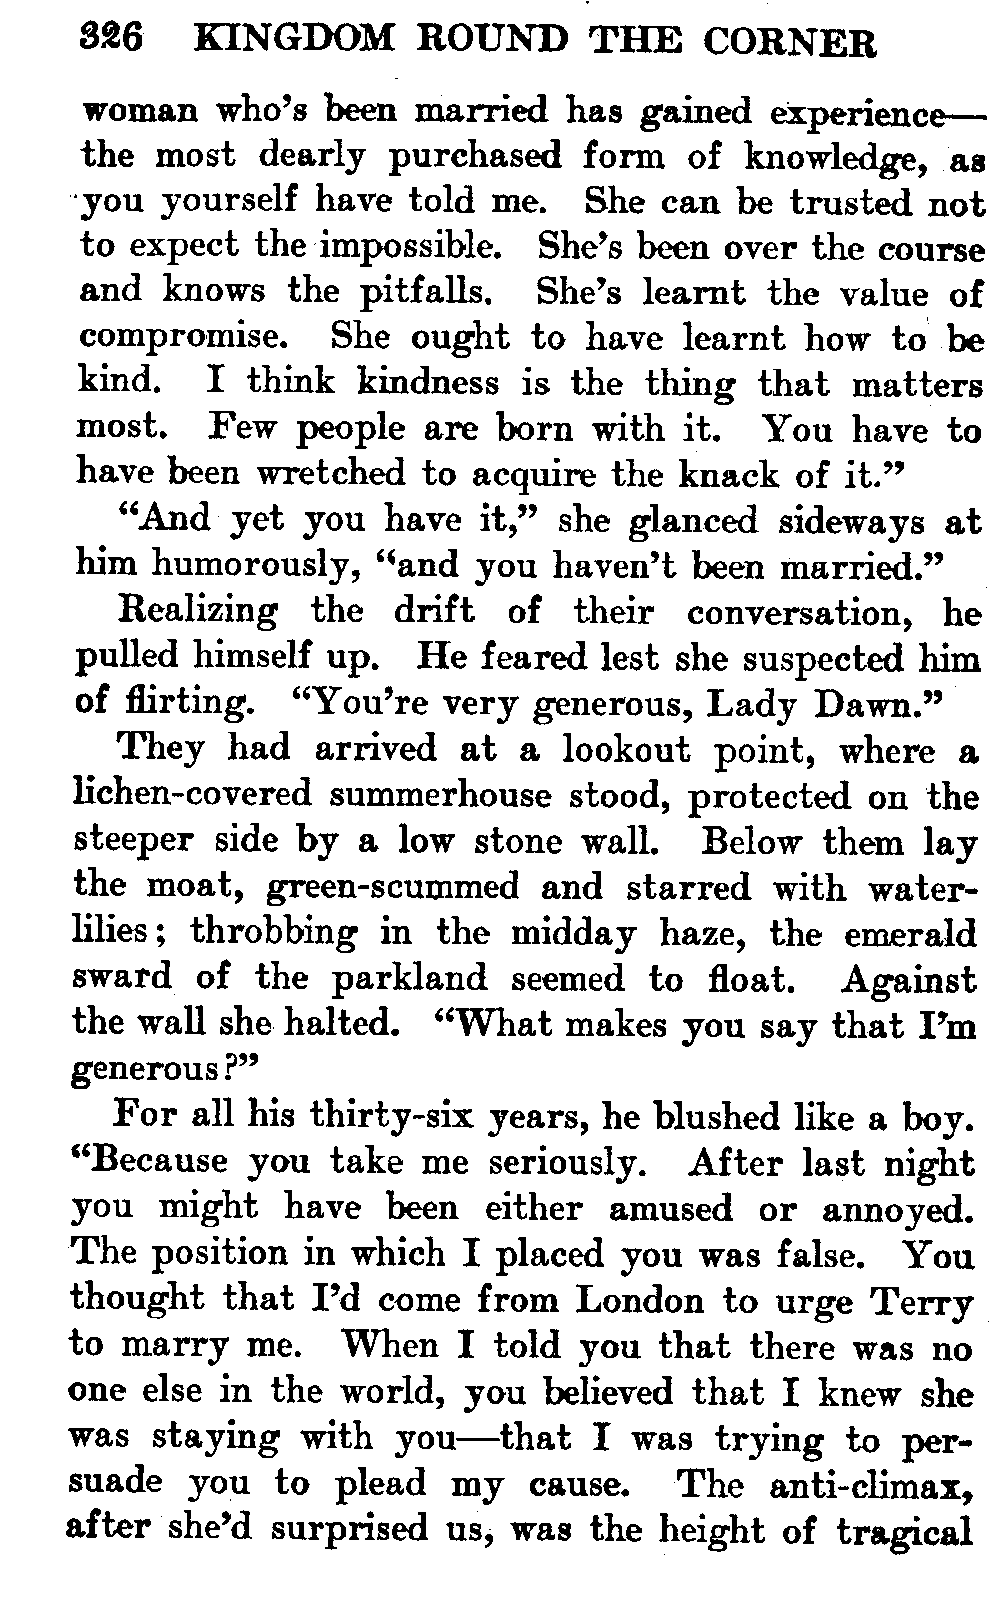 326 KINGDOM ROUND THE CORNER
woman who's been married has gained experience—
the most dearly purchased form of knowledge, as
you yourself have told me. She can be trusted not
to expect the impossible. She's been over the course
and knows the pitfalls. She's learnt the value of
compromise. She ought to have learnt how to be
kind. I think kindness is the thing that matters
most. Few people are born with it. You have to
have been wretched to acquire the knack of it."
"And yet you have it," she glanced sideways at
him humorously, "and you haven't been married."
Realizing the drift of their conversation, he
pulled himself up. He feared lest she suspected him
of flirting. "You're very generous, Lady Dawn."
They had arrived at a lookout point, where a
lichen-covered summerhouse stood, protected on the
steeper side by a low stone wall. Below them lay
the moat, green-scummed and starred with water-
lilies; throbbing in the midday haze, the emerald
sward of the parkland seemed to float. Against
the wall she halted. "What makes you say that I'm
generous?"
For all his thirty-six years, he blushed like a boy.
"Because you take me seriously. After last night
you might have been either amused or annoyed.
The position in which I placed you was false. You
thought that I'd come from London to urge Terry
to marry me. When I told you that there was no
one else in the world, you believed that I knew she
was staying with you—that I was trying to per-
suade you to plead my cause. The anti-climax,
after she'd surprised us, was the height of tragical